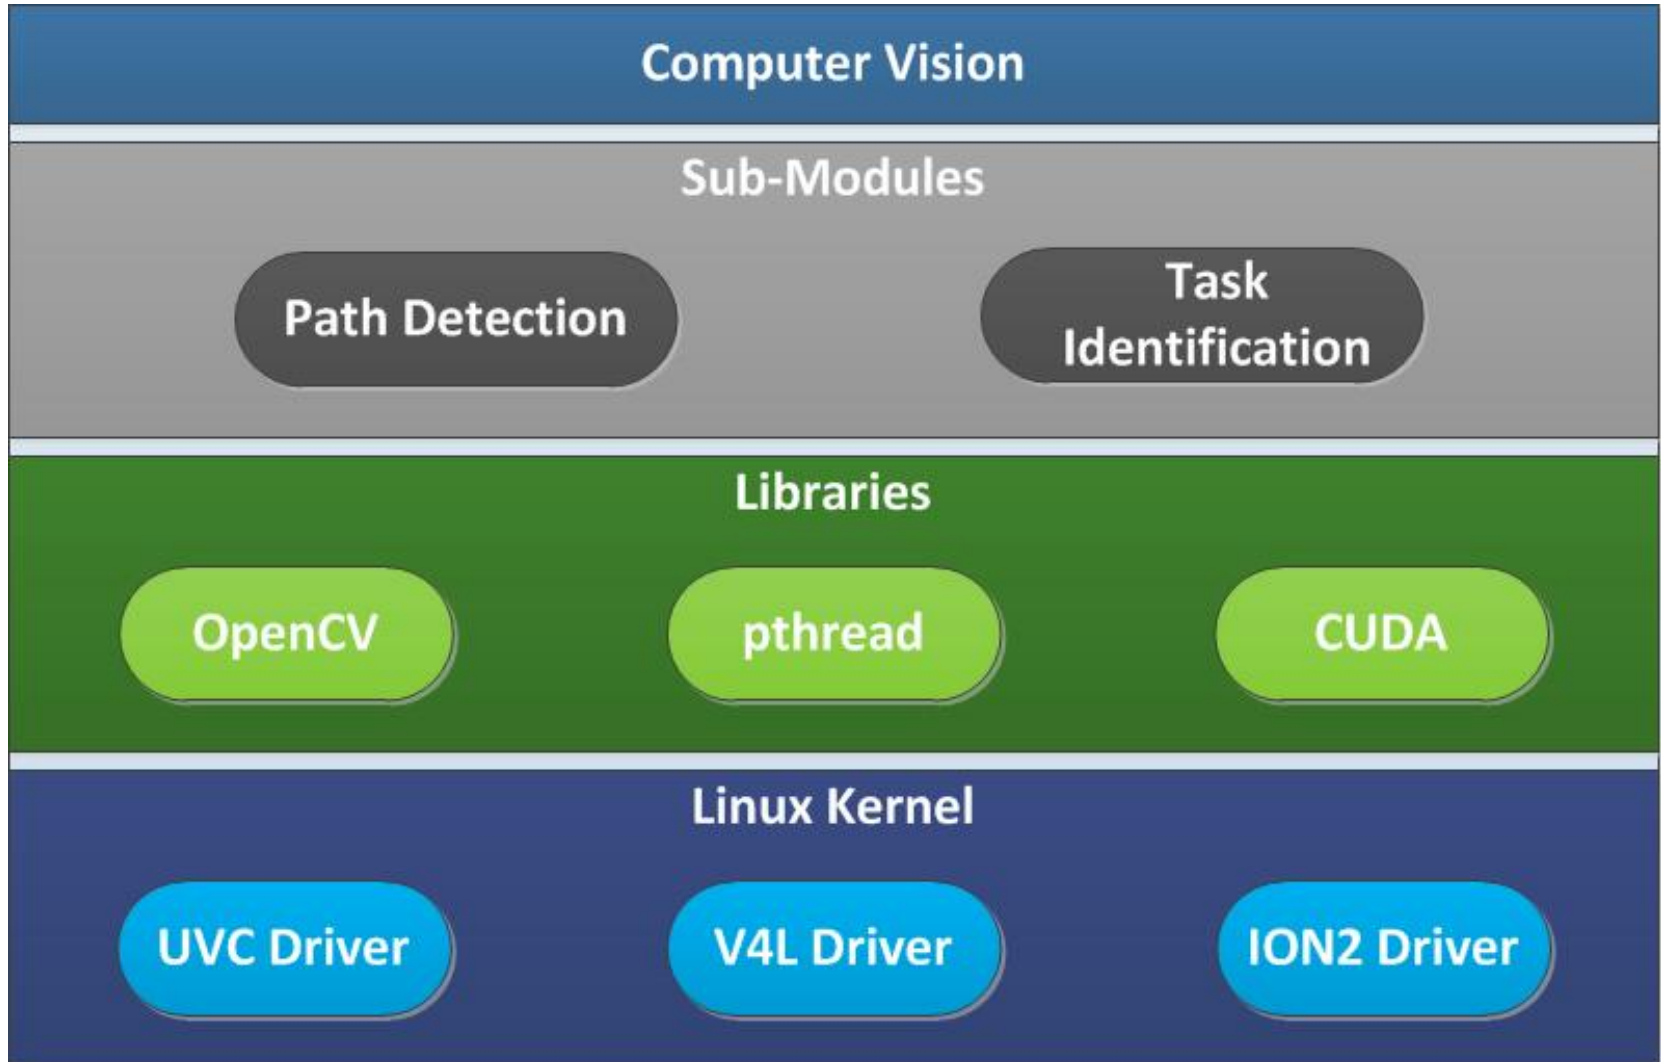 Computer Vision
Sub-Modules
Path Detection
Task
Identification
Libraries
OpenCV
pthread
CUDA
Linux Kernel
UVC Driver
V4L Driver
ION2 Driver